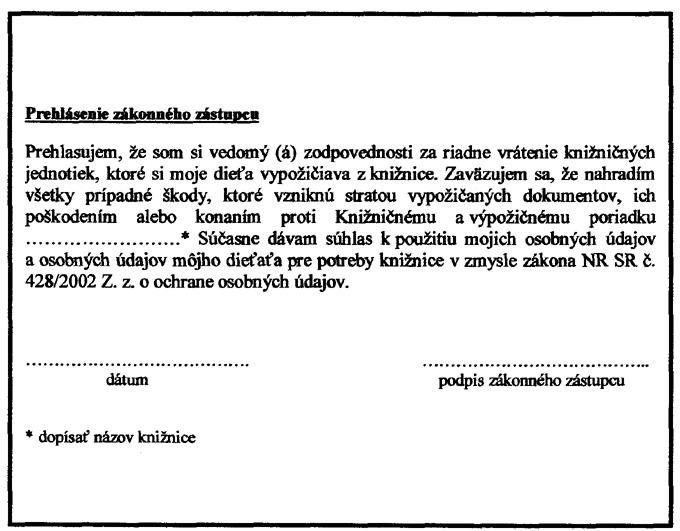 Prehlásenie zákonného zástupcu
Prehlasujem, že som si vedomý (á) zodpovednosti za riadne vrátenie knižničných
jednotiek, ktoré si moje dieťa vypožičiava z knižnice. Zaväzujem sa, že nahradím
všetky prípadné škody, ktoré vzniknú stratou vypožičaných dokumentov, ich
poškodením alebo konaním proti Knižničnému a výpožičnému poriadku
..........................* Súčasne dávam súhlas k použitiu mojich osobných údajov
a osobných údajov môjho dieťaťa pre potreby knižnice v zmysle zákona NR SR č.
428/2002 Z. z. o ochrane osobných údajov.
...................................... ......................................
dátum podpis zákonného zástupcu
* dopísať názov knižnice